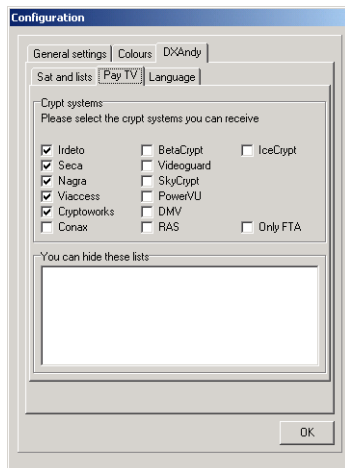 Configuration
General settings Colours DXAndy
Sat and lists Pay TV Language
Crypt systems
Please select the crypt systems you can receive
Irdeto BetaCrypt IceCrypt
Seca Videoguard
Nagra SkyCrypt
Viaccess PowerVU
Cryptoworks DMV
Conax RAS Only FTA
You can hide these lists
OK